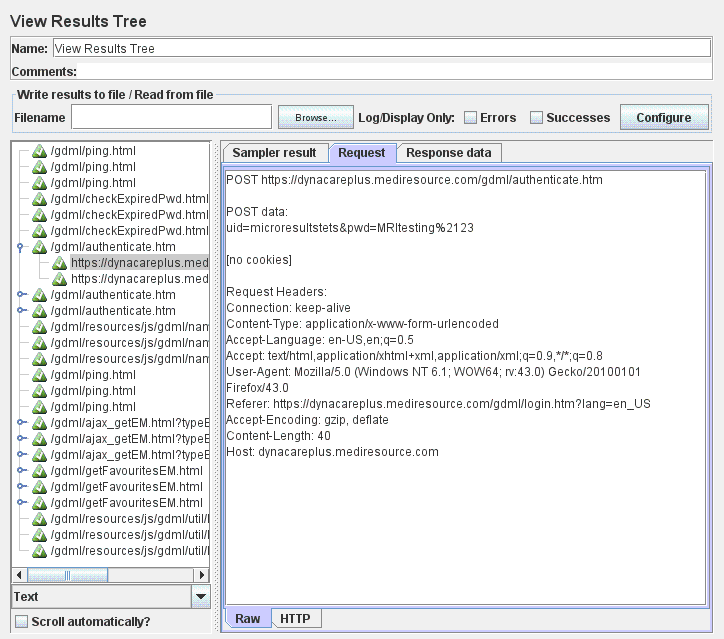 View Results Tree
Name: View Results Tree
Comments:
Write results to file / Read from file
Filename Browse... Log/Display Only: Errors Successes Configure
/gdml/ping.html
/gdml/ping.html
/gdml/ping.html
/gdml/checkExpiredPwd.html
/gdml/checkExpiredPwd.html
/gdml/checkExpiredPwd.html
/gdml/authenticate.htm
https://dynacareplus.med
https://dynacareplus.med
/gdml/authenticate.htm
/gdml/authenticate.htm
/gdml/resources/js/gdml/nam
/gdml/resources/js/gdml/nam
/gdml/resources/js/gdml/nam
/gdml/ping.html
/gdml/ping.html
/gdml/ping.html
/gdml/ajax_getEM.html?typeE
/gdml/ajax_getEM.html?typeE
/gdml/ajax_getEM.html?typeE
/gdml/getFavouritesEM.html
/gdml/getFavouritesEM.html
/gdml/getFavouritesEM.html
/gdml/resources/js/gdml/util/
/gdml/resources/js/gdml/util/
/gdml/resources/js/gdml/util/
Text
Scroll automatically?
Sampler result Request Response data
POST https://dynacareplus.mediresource.com/gdml/authenticate.htm
POST data:
uid=microresultstets&pwd=MRItesting%2123
[no cookies]
Request Headers:
Connection: keep-alive
Content-Type: application/x-www-form-urlencoded
Accept-Language: en-US,en;q=0.5
Accept: text/html,application/xhtml+xml,application/xml;q=0.9,*/*;q=0.8
User-Agent: Mozilla/5.0 (Windows NT 6.1; WOW64; rv:43.0) Gecko/20100101
Firefox/43.0
Referer: https://dynacareplus.mediresource.com/gdml/login.htm?lang=en_US
Accept-Encoding: gzip, deflate
Content-Length: 40
Host: dynacareplus.mediresource.com
Raw HTTP